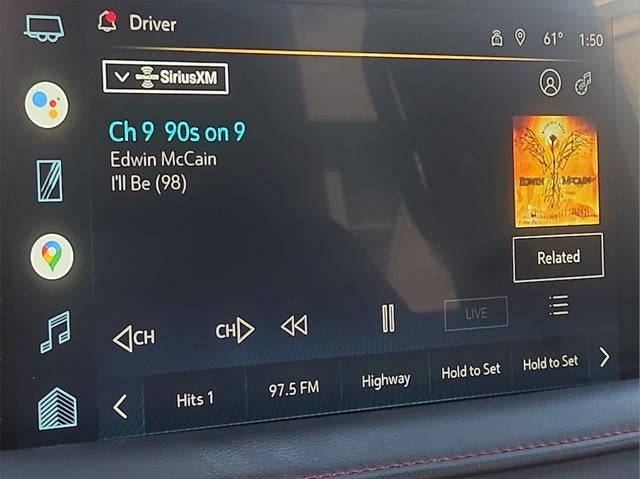 Driver
61° 1:50
SiriusXM
Ch 9 90s on 9
Edwin McCain
I'll Be (98)
EDWIN McCAIN
Related
CH
CH
LIVE
Hits 1
97.5 FM
Highway
Hold to Set
Hold to Set